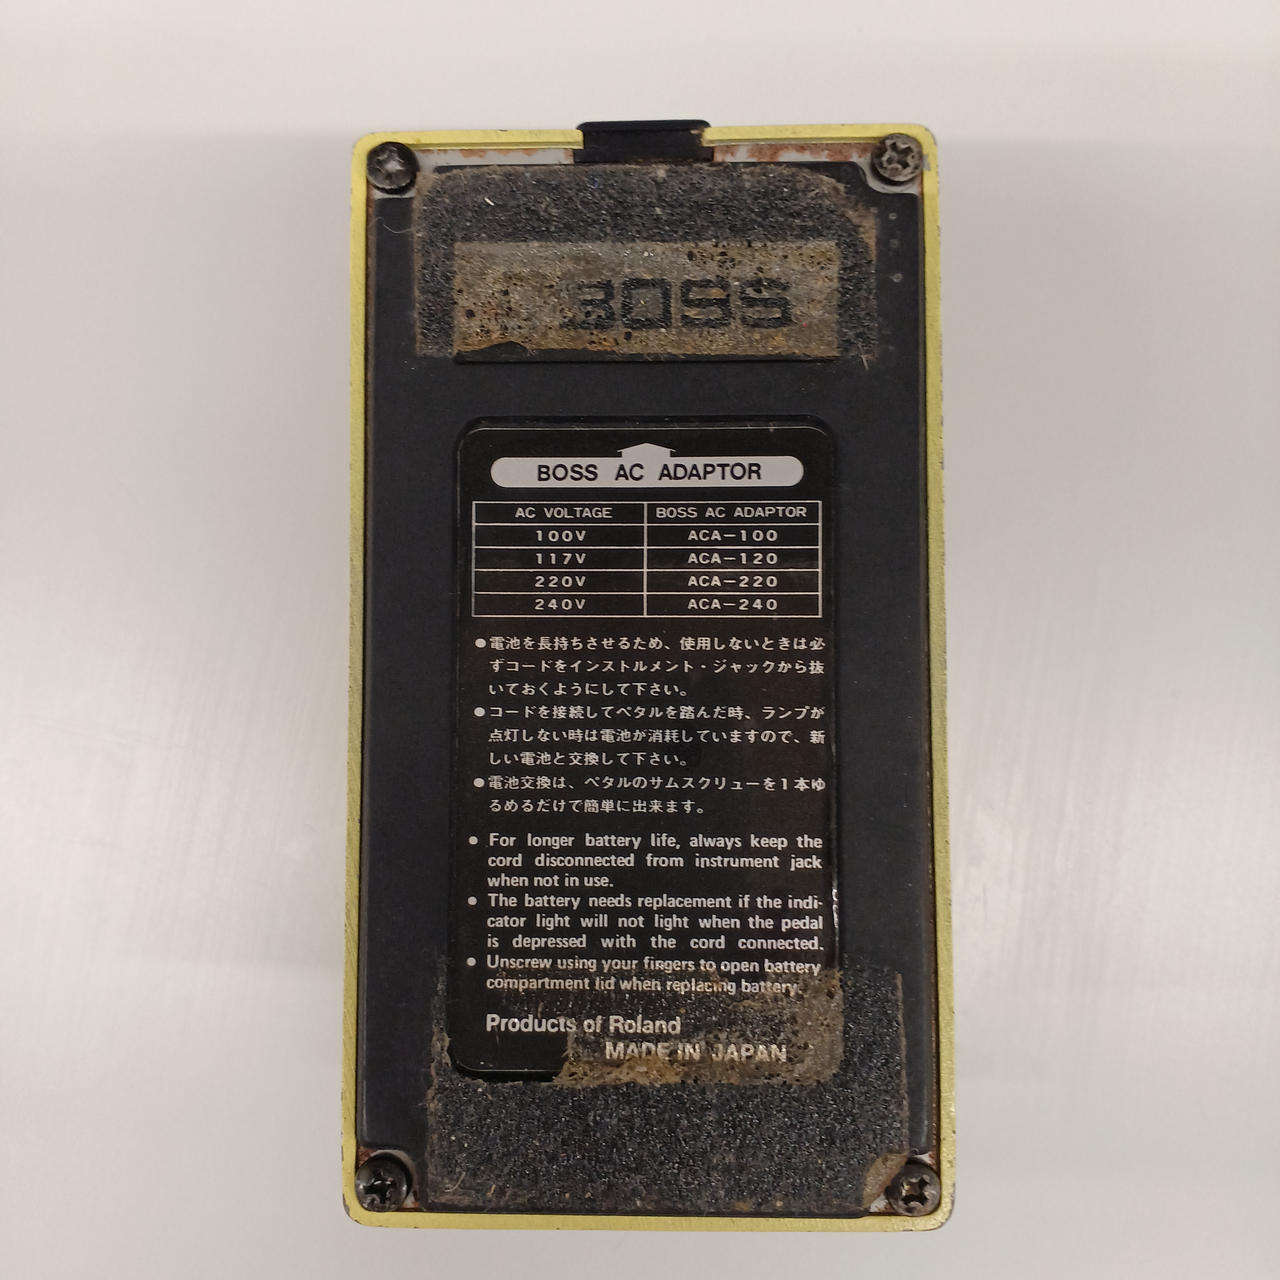 BOSS
BOSS AC ADAPTOR
AC VOLTAGE BOSS AC ADAPTOR
100V ACA-100
117V ACA-120
220V ACA-220
240V ACA-240
●電池を長持ちさせるため、使用しないときは必
ずコードをインストルメント・ジャックから抜
いておくようにして下さい。
●コードを接続してペタルを踏んだ時、ランプが
点灯しない時は電池が消耗していますので、新
しい電池と交換して下さい。
●電池交換は、ペタルのサムスクリューを1本ゆ
るめるだけで簡単に出来ます。
● For longer battery life, always keep the
cord disconnected from instrument jack
when not in use.
● The battery needs replacement if the indi-
cator light will not light when the pedal
is depressed with the cord connected.
● Unscrew using your fingers to open battery
compartment lid when replacing battery.
Products of Roland
MADE IN JAPAN